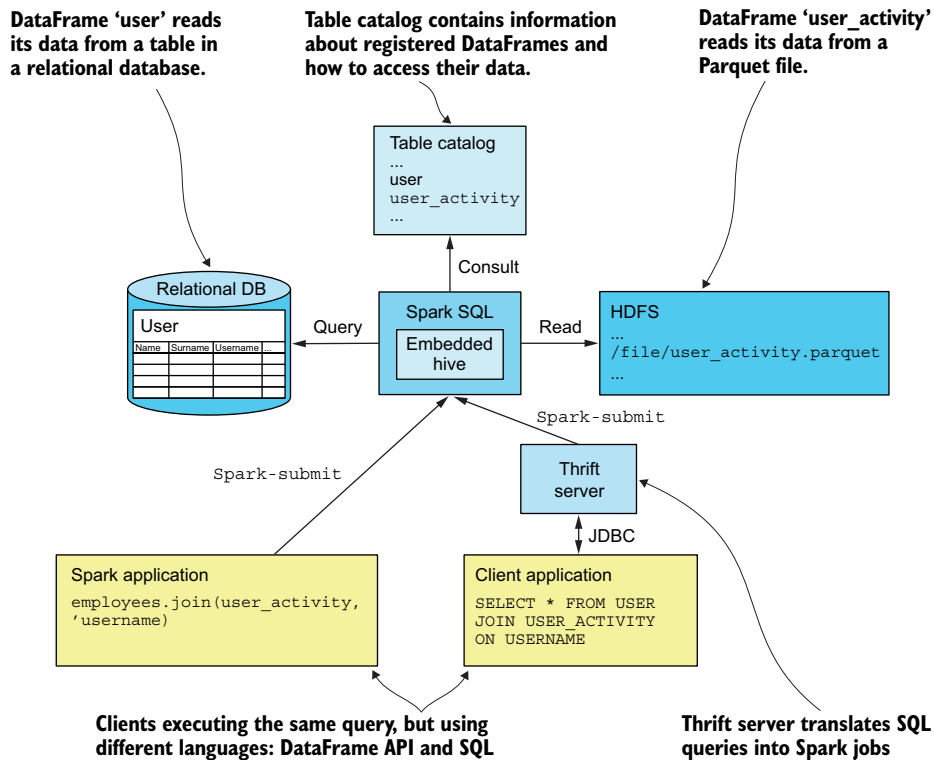 DataFrame ‘user’ reads
its data from a table in
a relational database.
Table catalog contains information
about registered DataFrames and
how to access their data.
DataFrame ‘user_activity’
reads its data from a
Parquet file.
Table catalog
...
user
user_activity
...
Consult
Relational DB
User
Name Surname Username ...
Query
Spark SQL
Embedded
hive
Read
HDFS
...
/file/user_activity.parquet
...
Spark-submit
Spark-submit
Thrift
server
JDBC
Spark application
employees.join(user_activity,
’username)
Client application
SELECT * FROM USER
JOIN USER_ACTIVITY
ON USERNAME
Clients executing the same query, but using
different languages: DataFrame API and SQL
Thrift server translates SQL
queries into Spark jobs